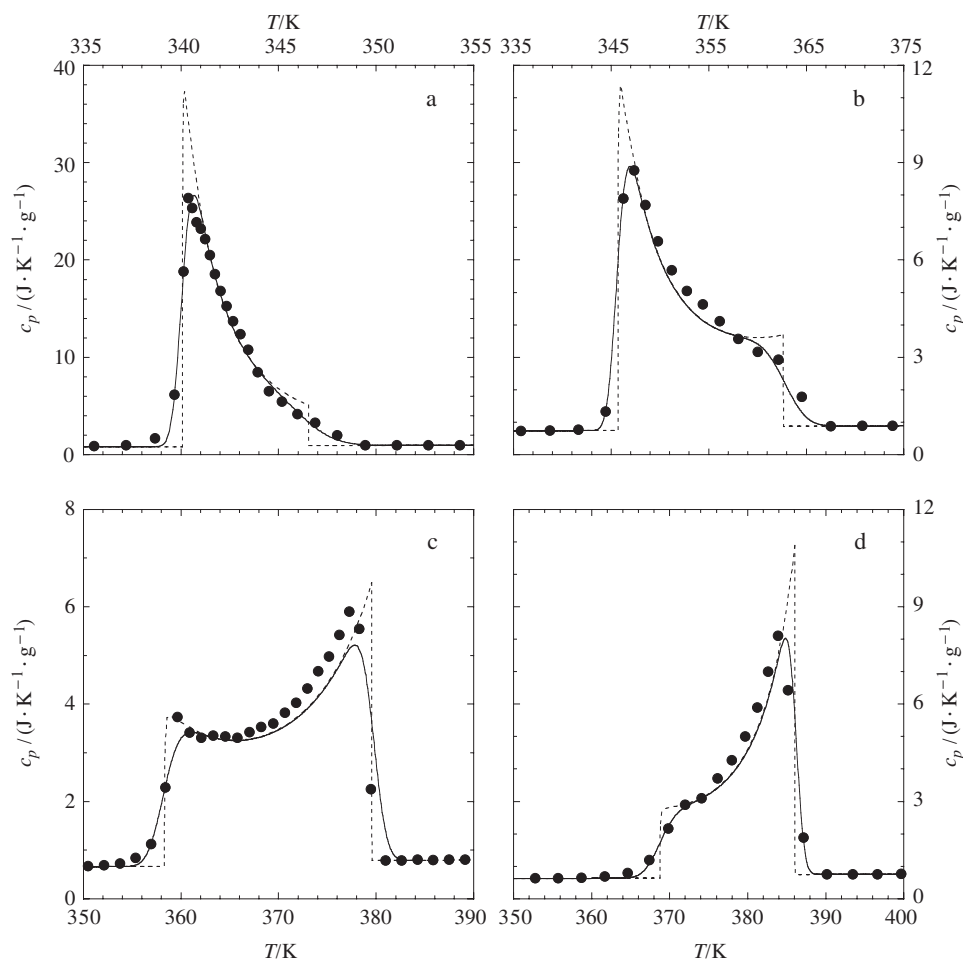 T/K T/K
335 340 345 350 355 335 345 355 365 375
40 a b 12
30 9
20 6
10 3
0 0
c_p / (J · K⁻¹ · g⁻¹) c_p / (J · K⁻¹ · g⁻¹)
8 c d 12
6 9
4 6
2 3
0 0
c_p / (J · K⁻¹ · g⁻¹) c_p / (J · K⁻¹ · g⁻¹)
350 360 370 380 390 350 360 370 380 390 400
T/K T/K